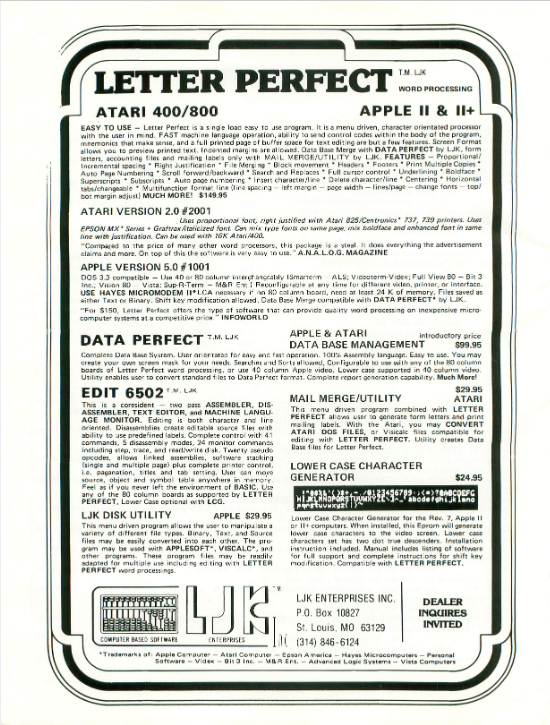 LETTER PERFECT T.M. LJK
WORD PROCESSING
ATARI 400/800 APPLE II & II+
EASY TO USE — Letter Perfect is a single load easy to use program. It is a menu driven, character orientated processor
with the user in mind. FAST machine language operation, ability to send control codes within the body of the program,
mnemonics that make sense, and a full printed page of buffer space for text editing are but a few features. Screen Format
allows you to preview printed text. Indented margins are allowed. Data Base Merge with DATA PERFECT by LJK, form
letters, accounting files and mailing labels only with MAIL MERGE/UTILITY by LJK. FEATURES — Proportional/
Incremental spacing * Right Justification * File Merging * Block movement * Headers * Footers * Print Multiple Copies *
Auto Page Numbering * Scroll forward/backward * Search and Replaces * Full cursor control * Underlining * Boldface *
Superscripts * Subscripts * Auto page numbering * Insert character/line * Delete character/line * Centering * Horizontal
tabs/changeable * Multifunction format line (line spacing — left margin — page width — lines/page — change fonts — top/
bot margin adjust) MUCH MORE! $149.95
ATARI VERSION 2.0 #2001
Uses proportional font, right justified with Atari 825/Centronics* 737, 739 printers. Uses
EPSON MX* Series + Graftrax/italicized font. Can mix type fonts on same page; mix boldface and enhanced font in same
line with justification. Can be used with 16K Atari/400.
"Compared to the price of many other word processors, this package is a steal. It does everything the advertisement
claims and more. On top of this the software is very easy to use." A.N.A.L.O.G. MAGAZINE
APPLE VERSION 5.0 #1001
DOS 3.3 compatible — Use 40 or 80 column interchangeably (Smarterm — ALS; Videoterm-Videx; Full View 80 — Bit 3
Inc.; Vision 80 — Vista; Sup-R-Term — M&R Ent.) Reconfigurable at any time for different video, printer, or interface.
USE HAYES MICROMODEM II* LCA necessary if no 80 column board, need at least 24 K of memory. Files saved as
either Text or Binary. Shift key modification allowed. Data Base Merge compatible with DATA PERFECT* by LJK.
"For $150, Letter Perfect offers the type of software that can provide quality word processing on inexpensive micro-
computer systems at a competitive price." INFOWORLD
DATA PERFECT T.M. LJK
APPLE & ATARI introductory price
DATA BASE MANAGEMENT $99.95
Complete Data Base System. User orientated for easy and fast operation. 100% Assembly language. Easy to use. You may
create your own screen mask for your needs. Searches and Sorts allowed, Configurable to use with any of the 80 column
boards of Letter Perfect word processing, or use 40 column Apple video. Lower case supported in 40 column video.
Utility enables user to convert standard files to Data Perfect format. Complete report generation capability. Much More!
EDIT 6502 T.M. LJK
This is a coresident — two pass ASSEMBLER, DIS-
ASSEMBLER, TEXT EDITOR, and MACHINE LANGU-
AGE MONITOR. Editing is both character and line
oriented. Disassemblies create editable source files with
ability to use predefined labels. Complete control with 41
commands, 5 disassembly modes, 24 monitor commands
including step, trace, and read/write disk. Twenty pseudo
opcodes, allows linked assemblies, software stacking
(single and multiple page) plus complete printer control,
i.e. pagination, titles and tab setting. User can move
source, object and symbol table anywhere in memory.
Feel as if you never left the environment of BASIC. Use
any of the 80 column boards as supported by LETTER
PERFECT, Lower Case optional with LCG.
LJK DISK UTILITY APPLE $29.95
This menu driven program allows the user to manipulate a
variety of different file types. Binary, Text, and Source
files may be easily converted into each other. The pro-
gram may be used with APPLESOFT*, VISCALC*, and
other programs. These program files may be readily
adapted for multiple use including editing with LETTER
PERFECT word processings.
$29.95
MAIL MERGE/UTILITY ATARI
This menu driven program combined with LETTER
PERFECT allows user to generate form letters and print
mailing labels. With the Atari, you may CONVERT
ATARI DOS FILES, or Visicalc files compatible for
editing with LETTER PERFECT. Utility creates Data
Base files for Letter Perfect.
LOWER CASE CHARACTER
GENERATOR $24.95
Lower Case Character Generator for the Rev. 7, Apple II
or II+ computers. When installed, this Eprom will generate
lower case characters to the video screen. Lower case
characters set has two dot true descenders. Installation
instruction included. Manual includes listing of software
for full support and complete instructions for shift key
modification. Compatible with LETTER PERFECT.
COMPUTER BASED SOFTWARE
LJK
ENTERPRISES
LJK ENTERPRISES INC.
P.O. Box 10827
St. Louis, MO 63129
(314) 846-6124
DEALER
INQUIRES
INVITED
*Trademarks of: Apple Computer — Atari Computer — Epson America — Hayes Microcomputers — Personal
Software — Videx — Bit 3 Inc. — M&R Ent. — Advanced Logic Systems — Vista Computers